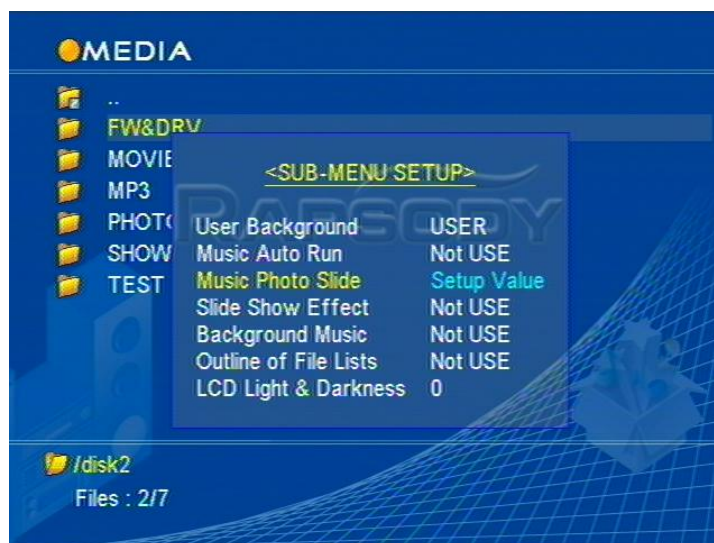 MEDIA
..
FW&DRV
MOVIE
MP3
PHOTO
SHOW
TEST
RAPSODY
<SUB-MENU SETUP>
User Background USER
Music Auto Run Not USE
Music Photo Slide Setup Value
Slide Show Effect Not USE
Background Music Not USE
Outline of File Lists Not USE
LCD Light & Darkness 0
/disk2
Files : 2/7